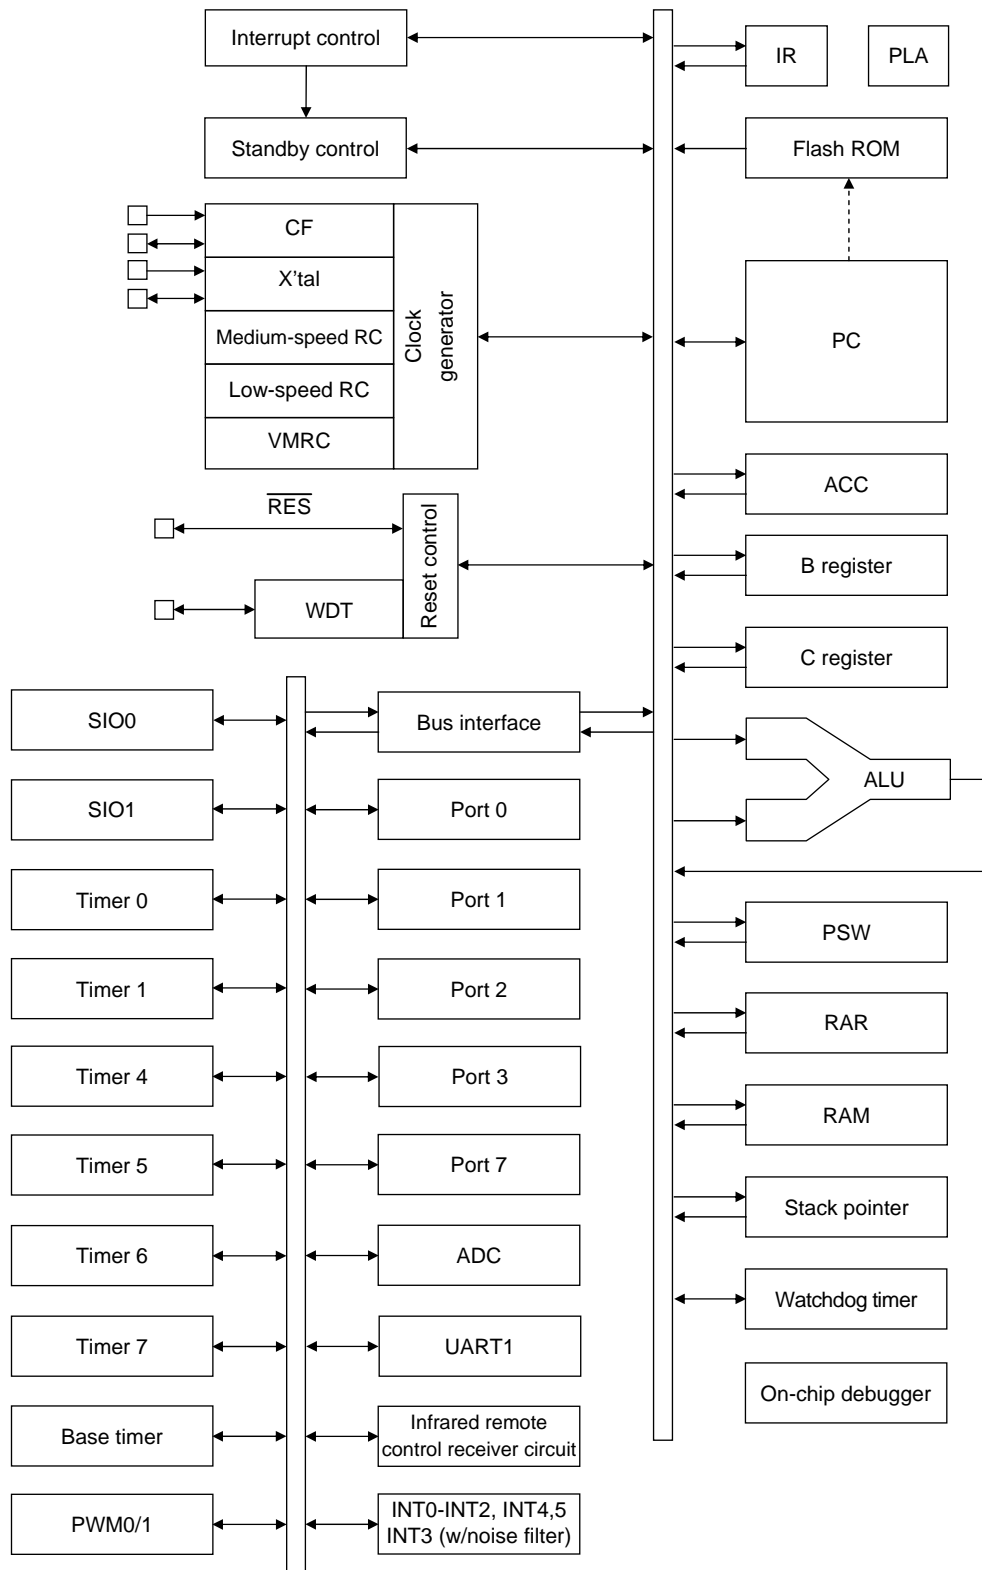 Interrupt control
IR
PLA
Standby control
Flash ROM
CF
X'tal
Medium-speed RC
Low-speed RC
VMRC
Clock
generator
PC
ACC
RES
Reset control
WDT
B register
C register
SIO0
Bus interface
ALU
SIO1
Port 0
Timer 0
Port 1
PSW
Timer 1
Port 2
RAR
Timer 4
Port 3
RAM
Timer 5
Port 7
Stack pointer
Timer 6
ADC
Watchdog timer
Timer 7
UART1
On-chip debugger
Base timer
Infrared remote
control receiver circuit
PWM0/1
INT0-INT2, INT4,5
INT3 (w/noise filter)